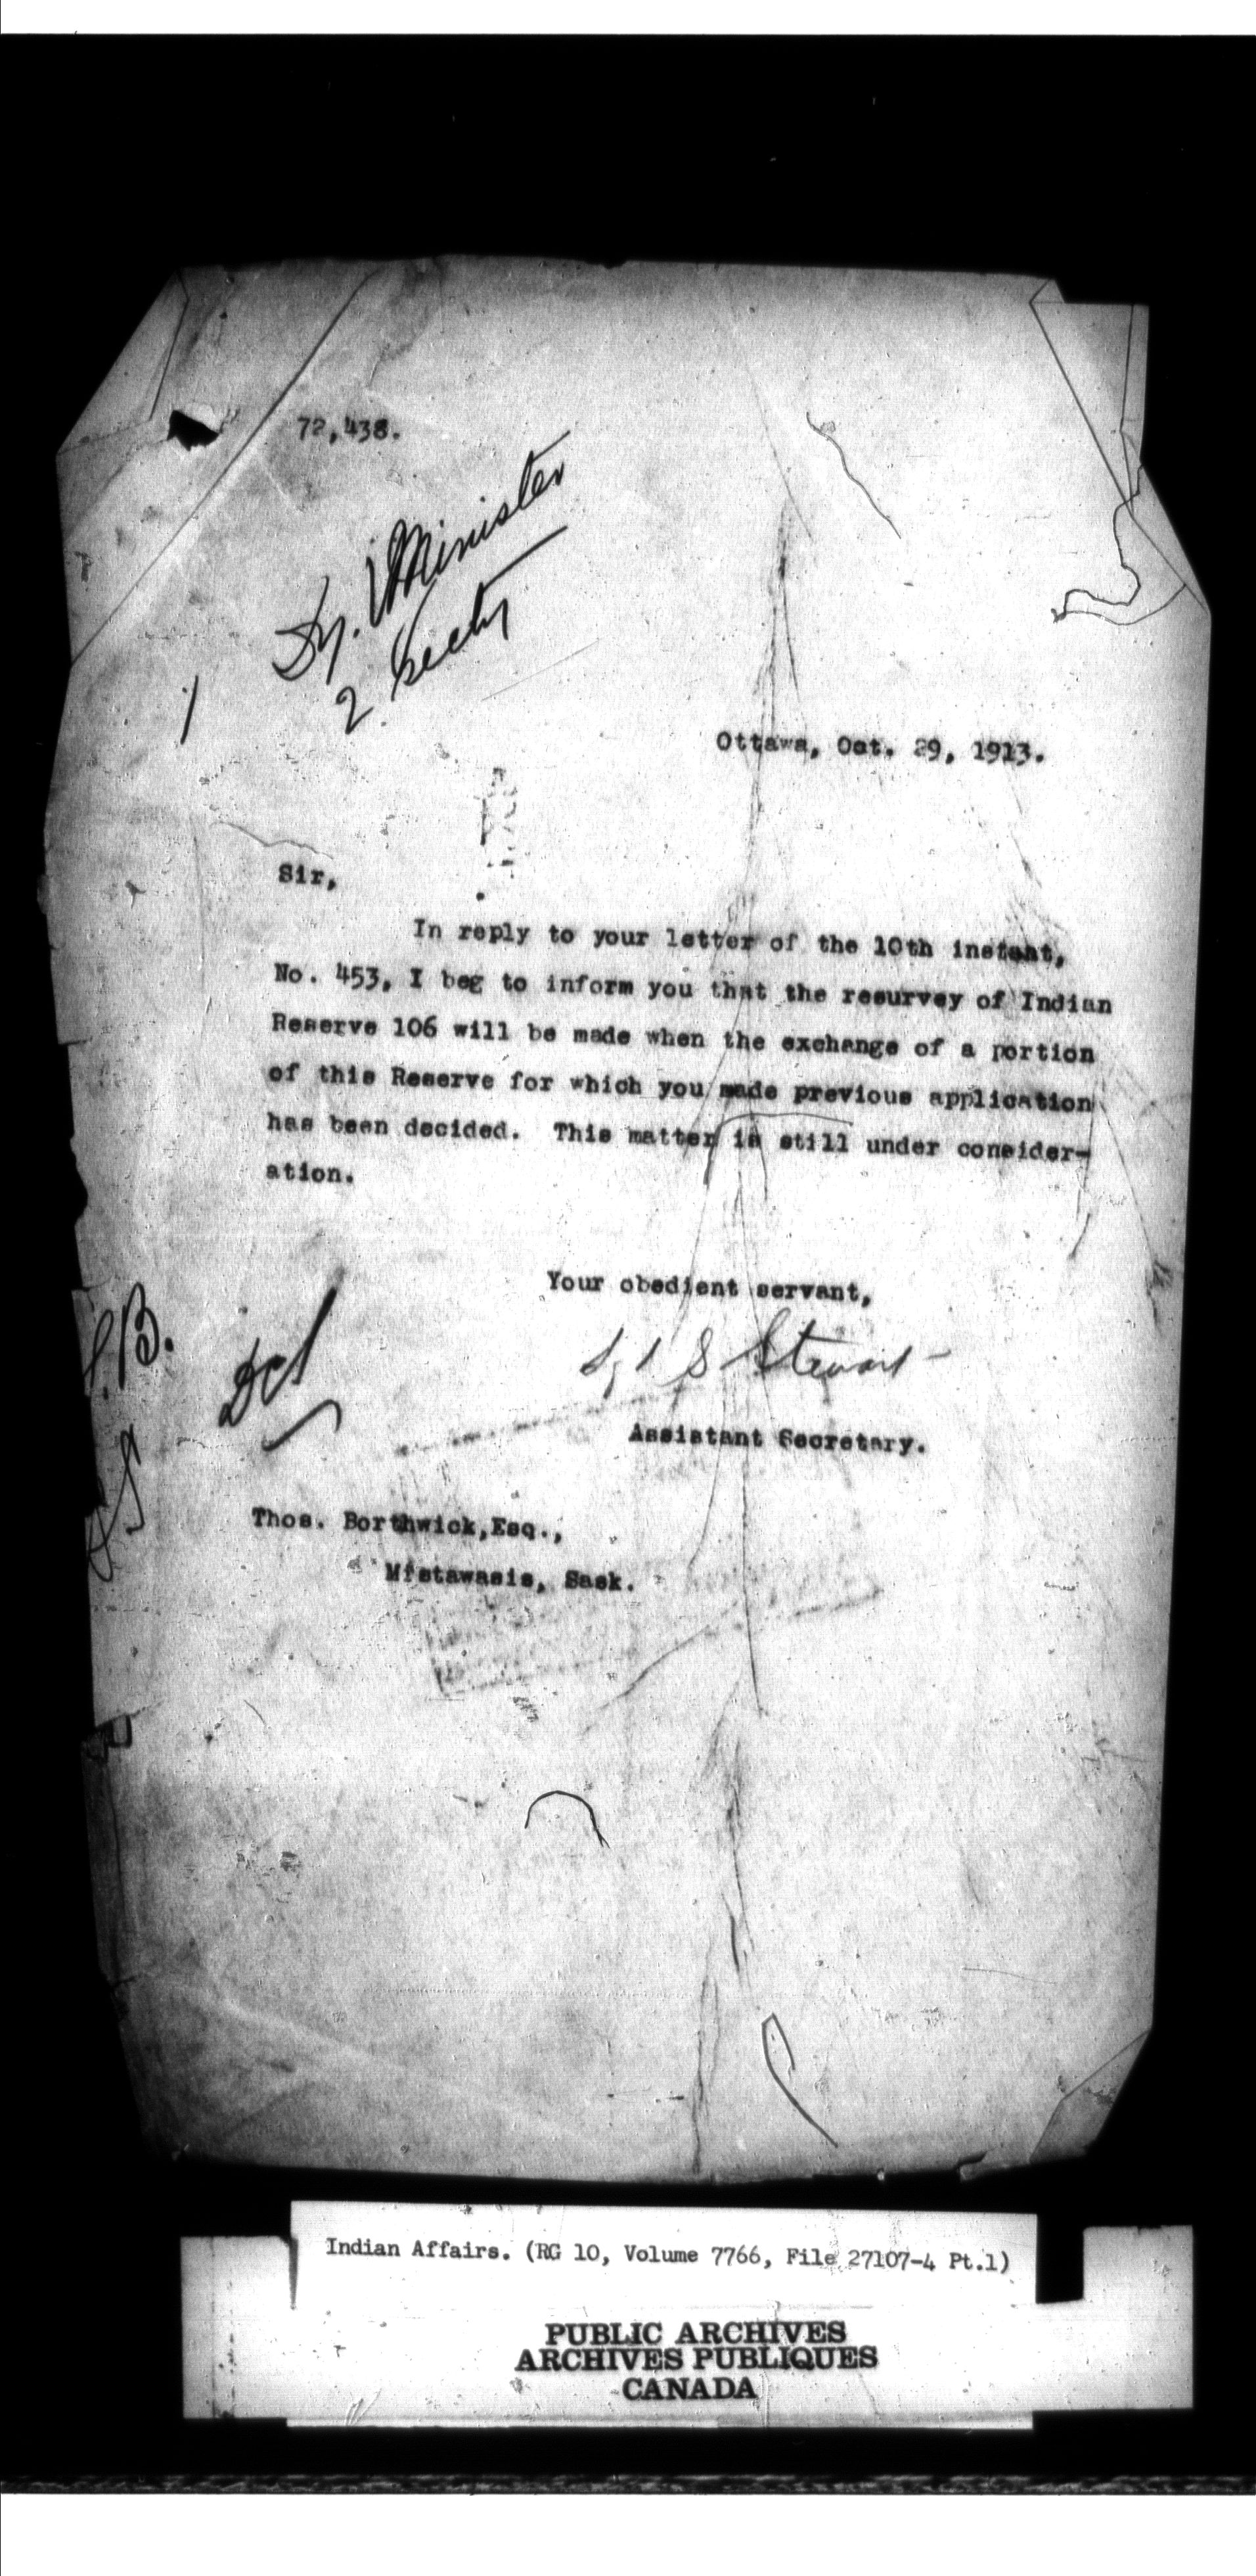 72,438.
Dy. Minister
2 Secty
Ottawa, Oct. 29, 1913.
Sir,
In reply to your letter of the 10th instant,
No. 453, I beg to inform you that the resurvey of Indian
Reserve 106 will be made when the exchange of a portion
of this Reserve for which you made previous application
has been decided. This matter is still under consider-
ation.
Your obedient servant,
Sgd S Stewart
Assistant Secretary.
Thos. Borthwick,Esq.,
Mistawasis, Sask.
Indian Affairs. (RG 10, Volume 7766, File 27107-4 Pt.1)
PUBLIC ARCHIVES
ARCHIVES PUBLIQUES
CANADA